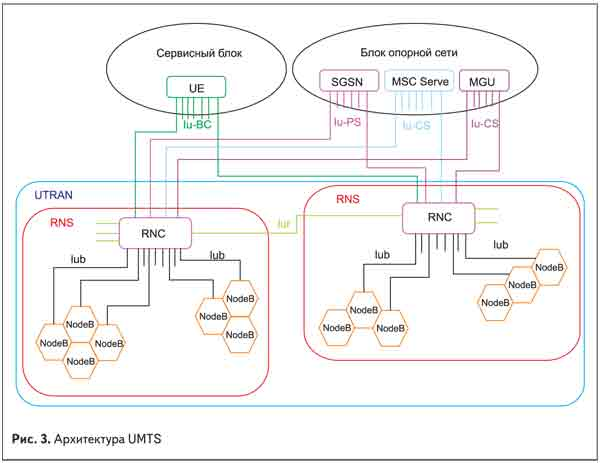 Сервисный блок
Блок опорной сети
UE
SGSN
MSC Serve
MGU
Iu-BC
Iu-PS
Iu-CS
Iu-CS
UTRAN
RNS
RNS
RNC
Iur
RNC
Iub
Iub
Iub
Iub
NodeB
NodeB
NodeB
NodeB
NodeB
NodeB
NodeB
NodeB
NodeB
NodeB
NodeB
NodeB
NodeB
Рис. 3. Архитектура UMTS